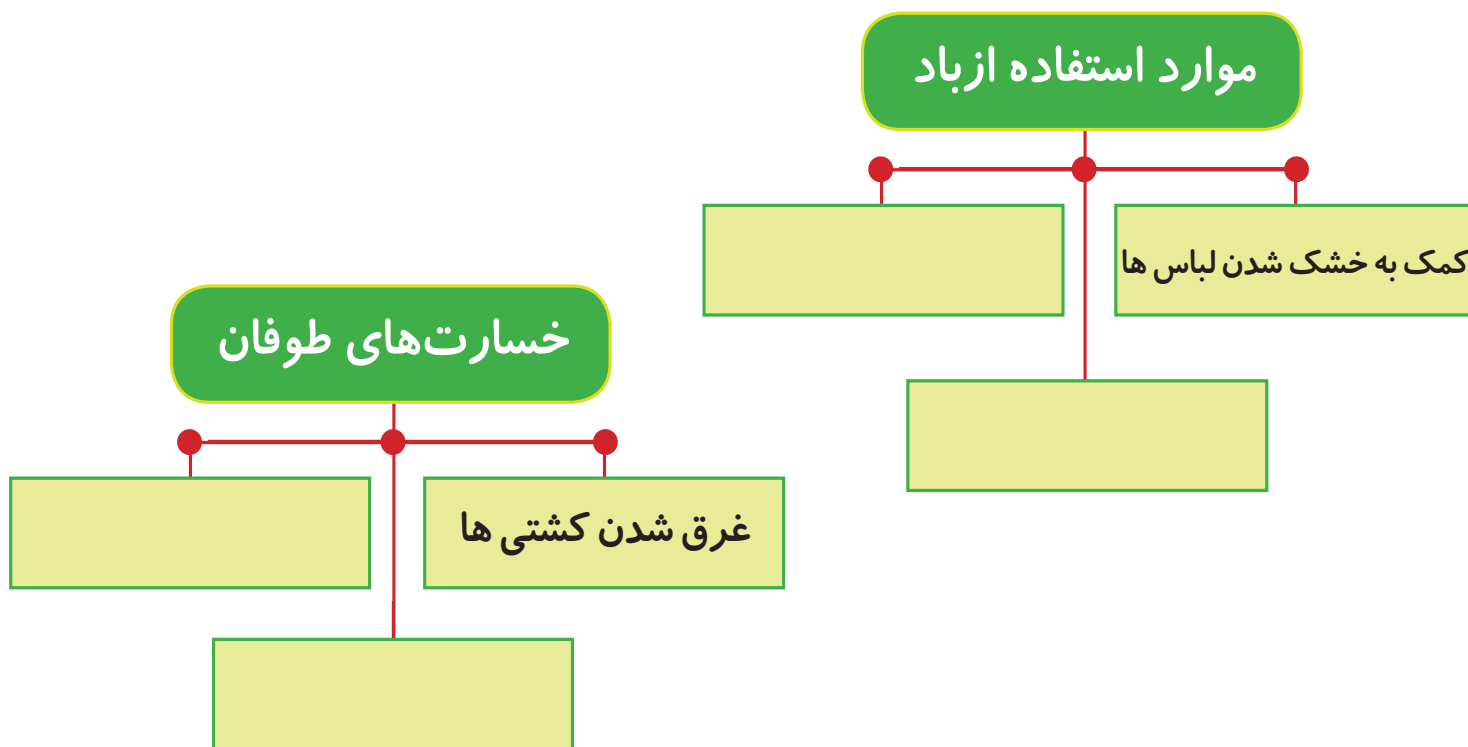 موارد استفاده ازباد
کمک به خشک شدن لباس ها
خسارت‌های طوفان
غرق شدن کشتی ها